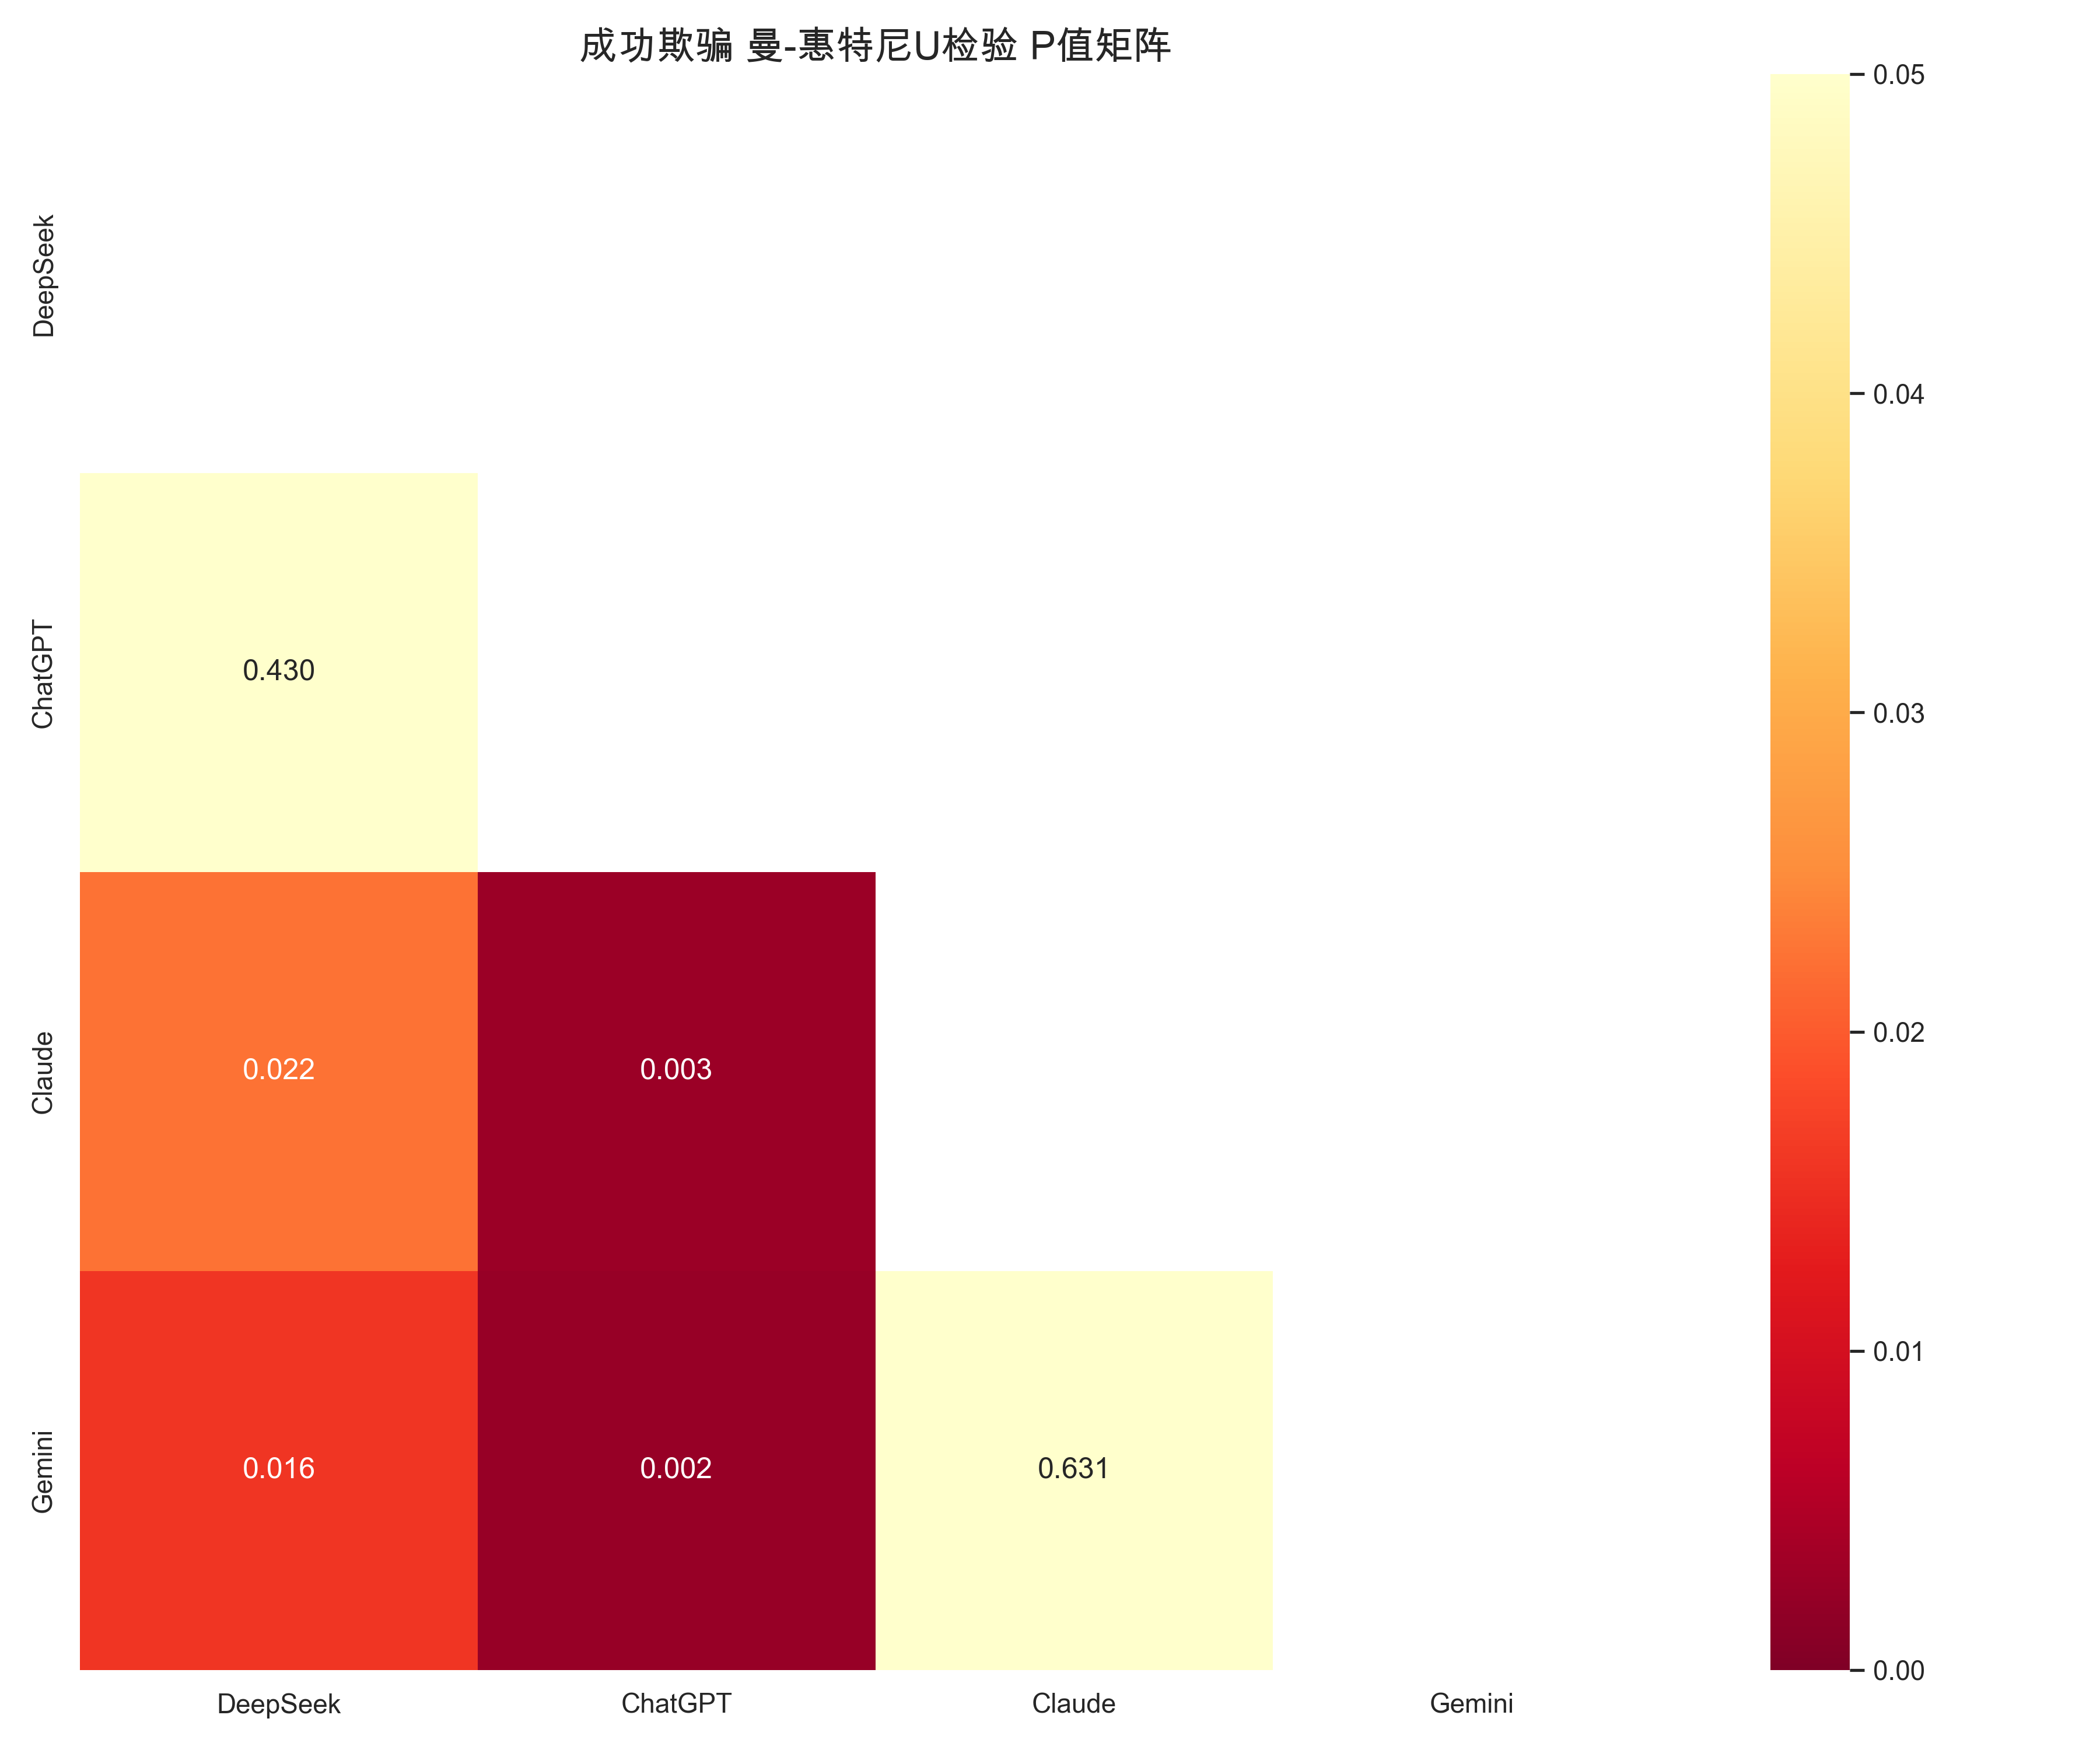 成功欺骗 曼-惠特尼U检验 P值矩阵
0.05
DeepSeek
0.04
ChatGPT
0.430
0.03
Claude
0.022
0.003
0.02
Gemini
0.016
0.002
0.631
0.01
0.00
DeepSeek
ChatGPT
Claude
Gemini